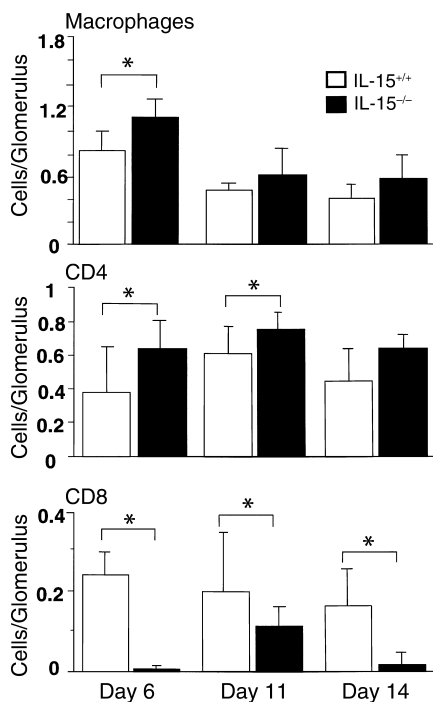 Macrophages
1.8
1.2
0.6
0
Cells/Glomerulus
*
IL-15+/+
IL-15−/−
CD4
1
0.8
0.6
0.4
0.2
0
Cells/Glomerulus
*
*
CD8
0.4
0.2
0
Cells/Glomerulus
*
*
*
Day 6 Day 11 Day 14